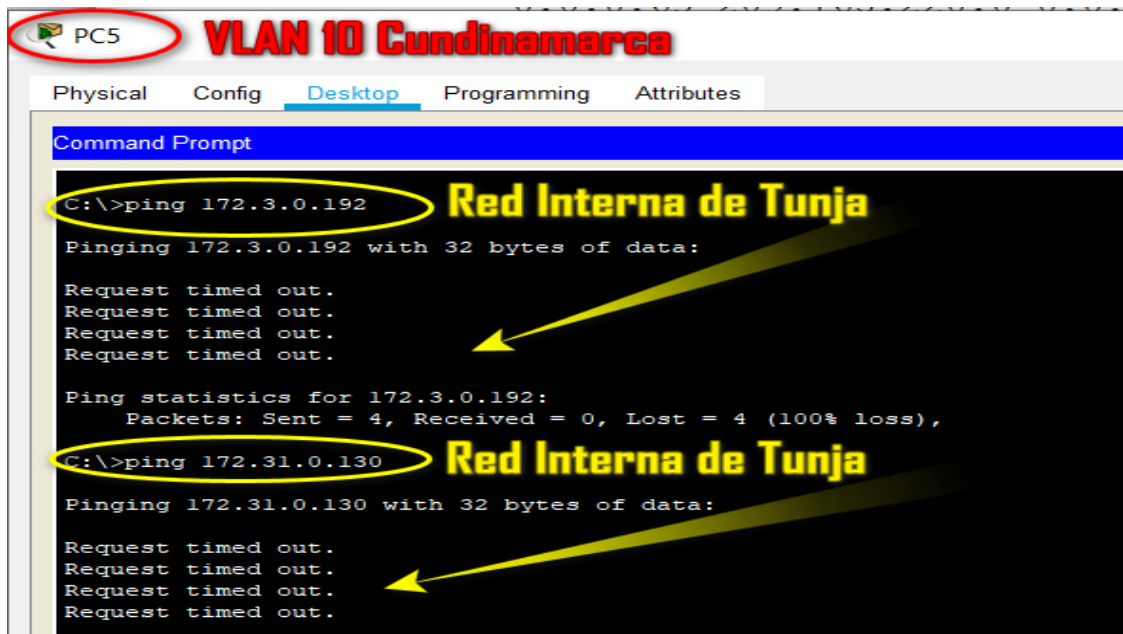 PC5 VLAN 10 Cundinamarca
Physical Config Desktop Programming Attributes
Command Prompt
C:\>ping 172.3.0.192 Red Interna de Tunja
Pinging 172.3.0.192 with 32 bytes of data:
Request timed out.
Request timed out.
Request timed out.
Request timed out.
Ping statistics for 172.3.0.192:
Packets: Sent = 4, Received = 0, Lost = 4 (100% loss),
C:\>ping 172.31.0.130 Red Interna de Tunja
Pinging 172.31.0.130 with 32 bytes of data:
Request timed out.
Request timed out.
Request timed out.
Request timed out.